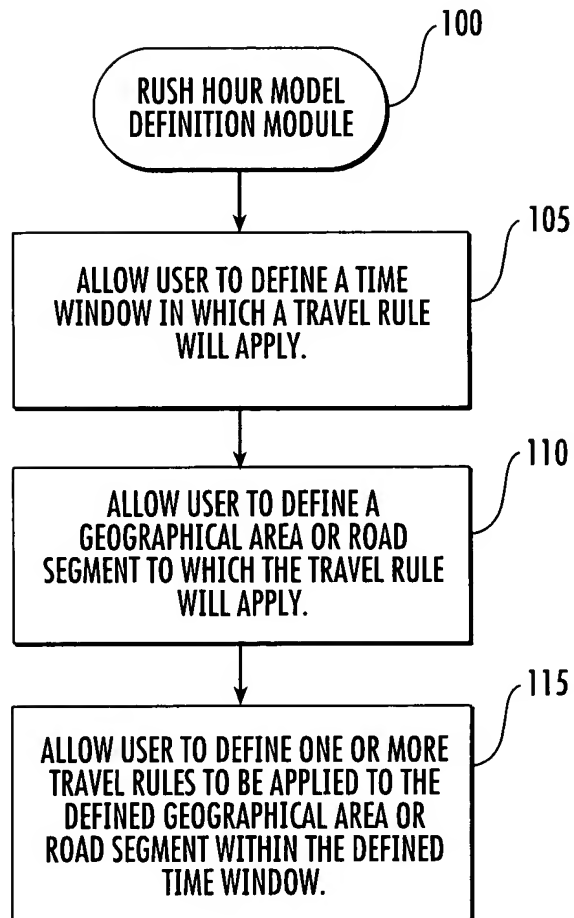 100
RUSH HOUR MODEL
DEFINITION MODULE
105
ALLOW USER TO DEFINE A TIME
WINDOW IN WHICH A TRAVEL RULE
WILL APPLY.
110
ALLOW USER TO DEFINE A
GEOGRAPHICAL AREA OR ROAD
SEGMENT TO WHICH THE TRAVEL RULE
WILL APPLY.
115
ALLOW USER TO DEFINE ONE OR MORE
TRAVEL RULES TO BE APPLIED TO THE
DEFINED GEOGRAPHICAL AREA OR
ROAD SEGMENT WITHIN THE DEFINED
TIME WINDOW.